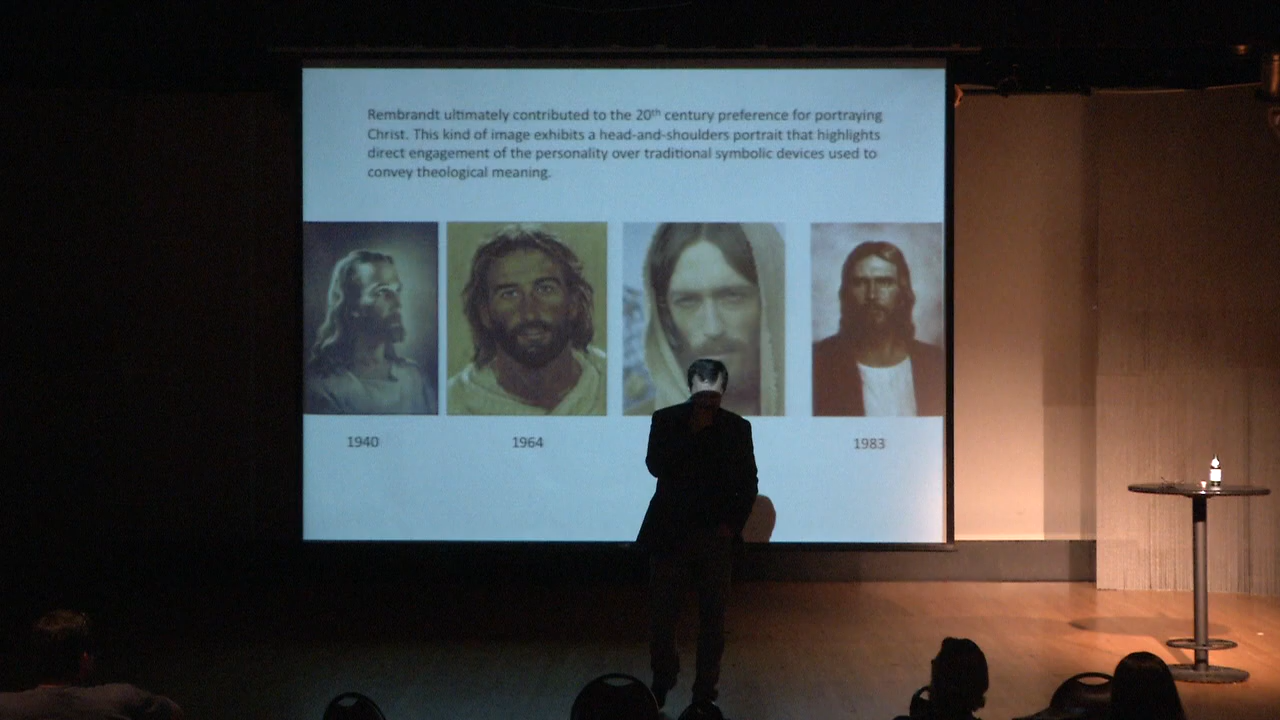 Rembrandt ultimately contributed to the 20th century preference for portraying
Christ. This kind of image exhibits a head-and-shoulders portrait that highlights
direct engagement of the personality over traditional symbolic devices used to
convey theological meaning.
1940
1964
1983